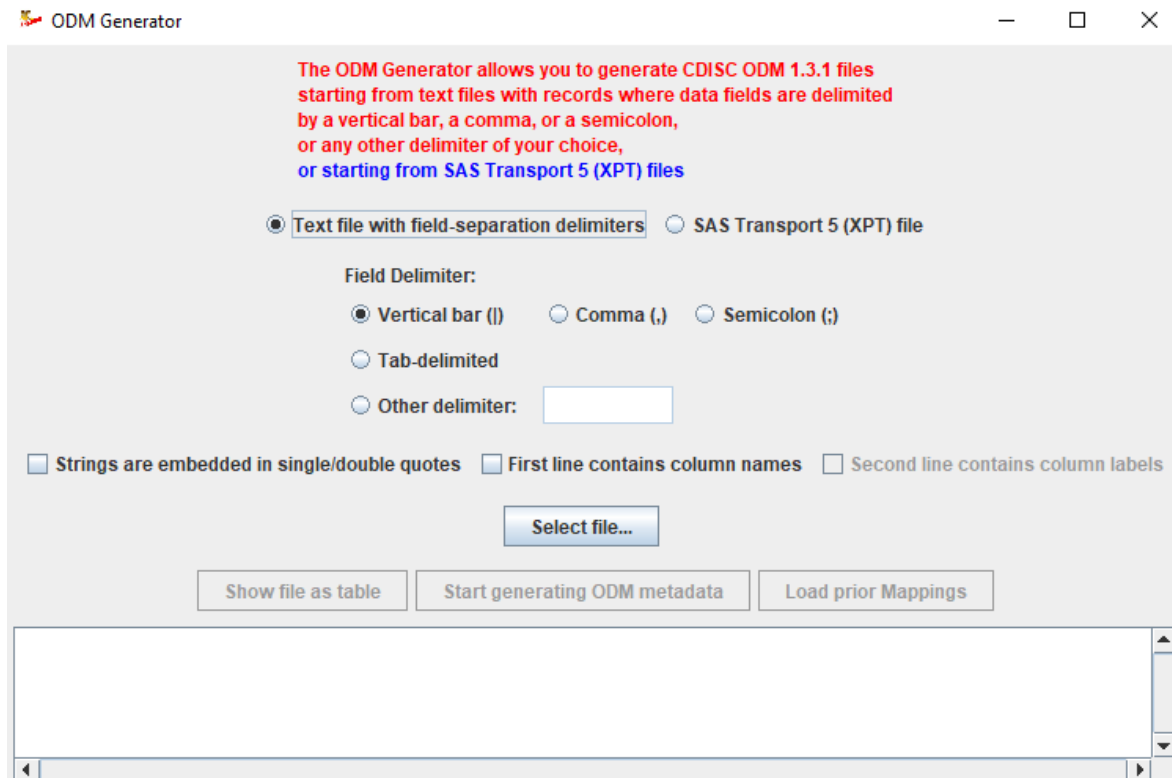 ODM Generator
The ODM Generator allows you to generate CDISC ODM 1.3.1 files
starting from text files with records where data fields are delimited
by a vertical bar, a comma, or a semicolon,
or any other delimiter of your choice,
or starting from SAS Transport 5 (XPT) files
Text file with field-separation delimiters SAS Transport 5 (XPT) file
Field Delimiter:
Vertical bar (|) Comma (,) Semicolon (;)
Tab-delimited
Other delimiter:
Strings are embedded in single/double quotes First line contains column names Second line contains column labels
Select file...
Show file as table Start generating ODM metadata Load prior Mappings